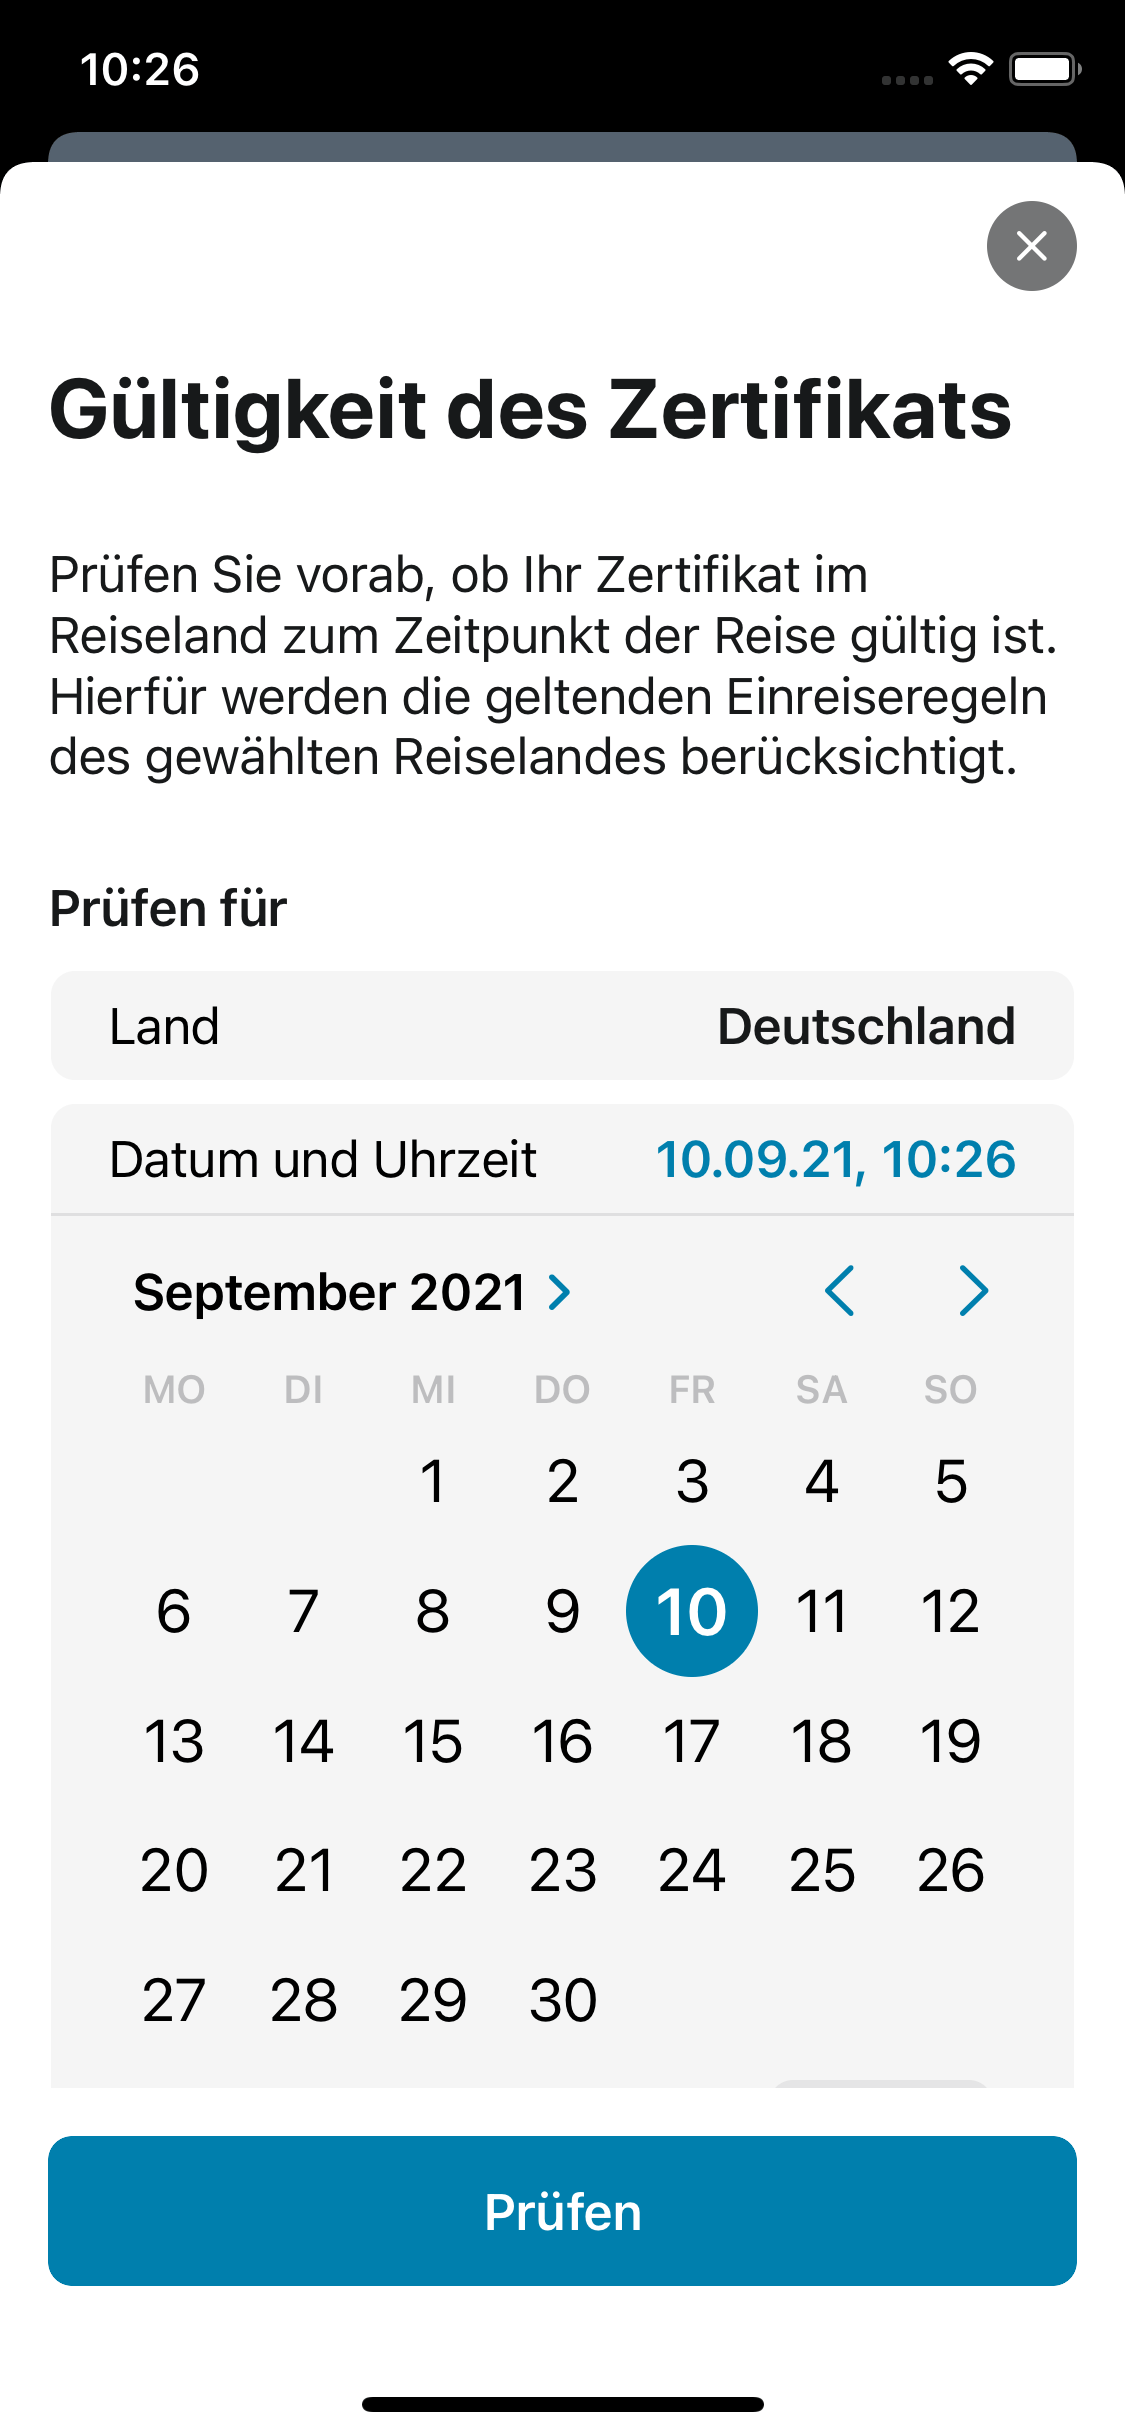 10:26
Gültigkeit des Zertifikats
Prüfen Sie vorab, ob Ihr Zertifikat im
Reiseland zum Zeitpunkt der Reise gültig ist.
Hierfür werden die geltenden Einreiseregeln
des gewählten Reiselandes berücksichtigt.
Prüfen für
Land Deutschland
Datum und Uhrzeit 10.09.21, 10:26
September 2021
MO DI MI DO FR SA SO
1 2 3 4 5
6 7 8 9 10 11 12
13 14 15 16 17 18 19
20 21 22 23 24 25 26
27 28 29 30
Prüfen